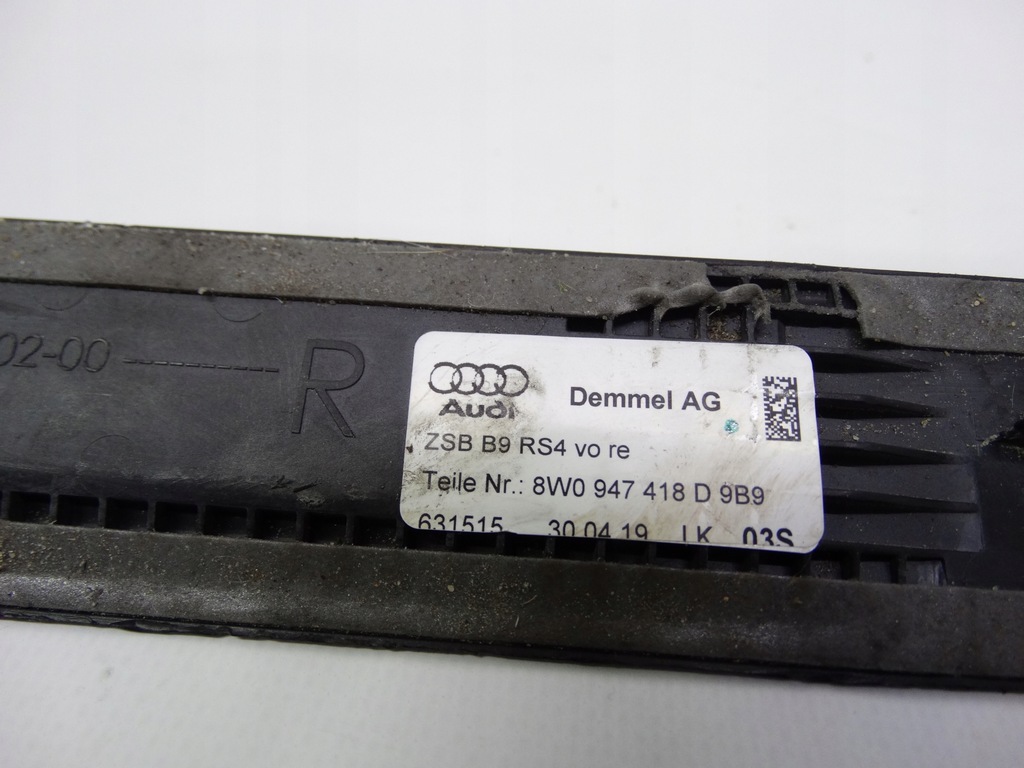 02-00 R
Audi Demmel AG
ZSB B9 RS4 vo re
Teile Nr.: 8W0 947 418 D 9B9
631515 30.04.19 LK 03S